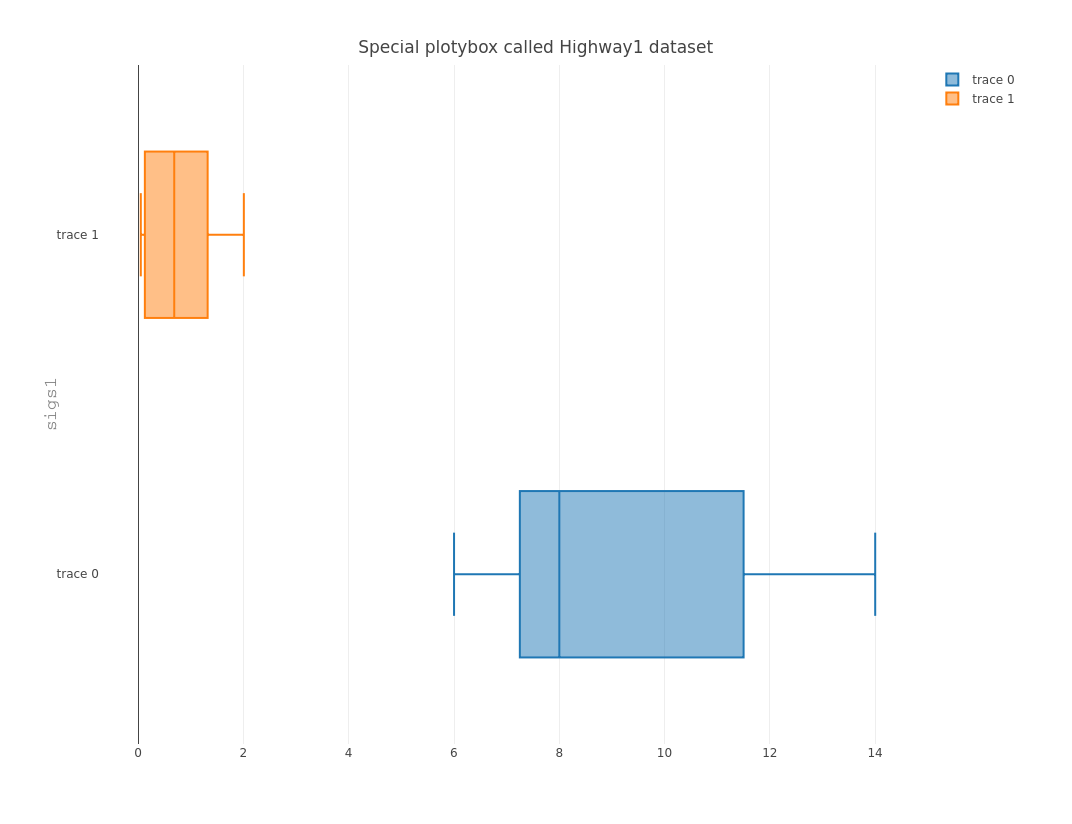 Special plotybox called Highway1 dataset
trace 0
trace 1
trace 1
sigs1
trace 0
0 2 4 6 8 10 12 14